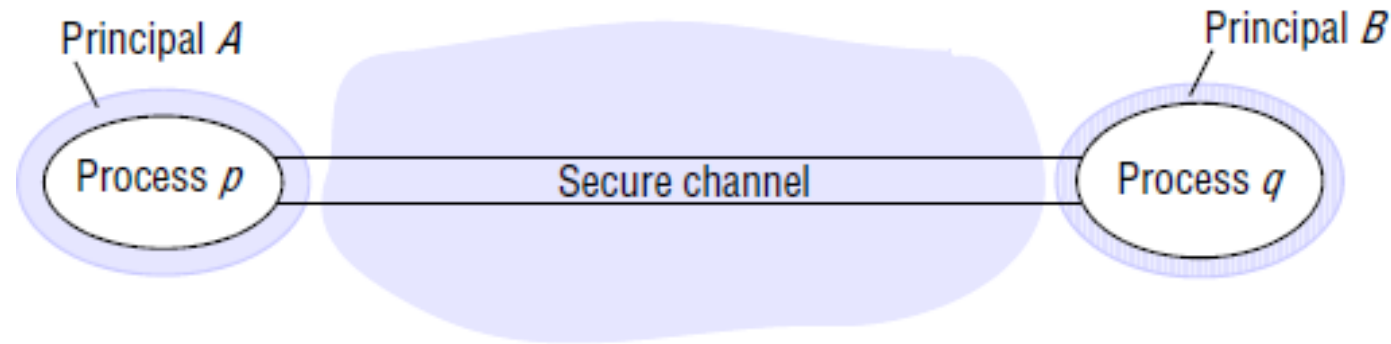 Principal A
Principal B
Process p
Secure channel
Process q